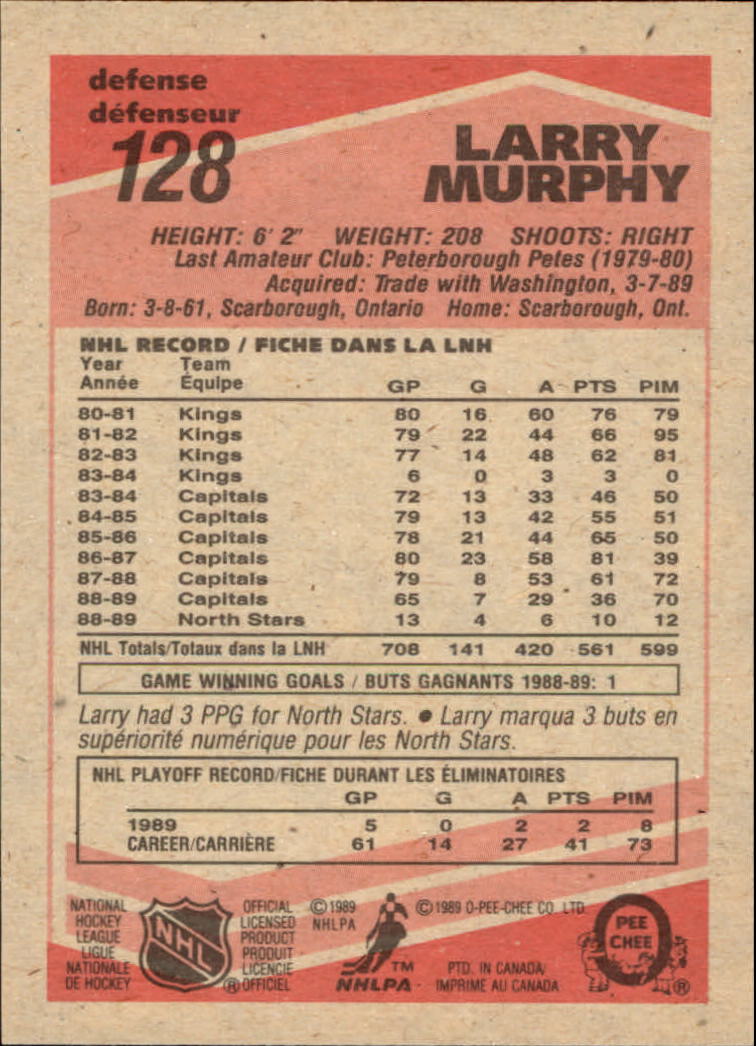 defense
défenseur
128
LARRY
MURPHY
HEIGHT: 6' 2" WEIGHT: 208 SHOOTS: RIGHT
Last Amateur Club: Peterborough Petes (1979-80)
Acquired: Trade with Washington, 3-7-89
Born: 3-8-61, Scarborough, Ontario Home: Scarborough, Ont.
NHL RECORD / FICHE DANS LA LNH
Year Team
Année Équipe GP G A PTS PIM
80-81 Kings 80 16 60 76 79
81-82 Kings 79 22 44 66 95
82-83 Kings 77 14 48 62 81
83-84 Kings 6 0 3 3 0
83-84 Capitals 72 13 33 46 50
84-85 Capitals 79 13 42 55 51
85-86 Capitals 78 21 44 65 50
86-87 Capitals 80 23 58 81 39
87-88 Capitals 79 8 53 61 72
88-89 Capitals 65 7 29 36 70
88-89 North Stars 13 4 6 10 12
NHL Totals/Totaux dans la LNH 708 141 420 561 599
GAME WINNING GOALS / BUTS GAGNANTS 1988-89: 1
Larry had 3 PPG for North Stars. ● Larry marqua 3 buts en
supériorité numérique pour les North Stars.
NHL PLAYOFF RECORD/FICHE DURANT LES ÉLIMINATOIRES
GP G A PTS PIM
1989 5 0 2 2 8
CAREER/CARRIÈRE 61 14 27 41 73
NATIONAL
HOCKEY
LEAGUE
LIGUE
NATIONALE
DE HOCKEY
NHL
®
OFFICIAL
LICENSED
PRODUCT
PRODUIT
LICENCIE
OFFICIEL
©1989
NHLPA
TM
NHLPA
©1989 O-PEE-CHEE CO. LTD.
PTD. IN CANADA/
IMPRIME AU CANADA
PEE
CHEE
®